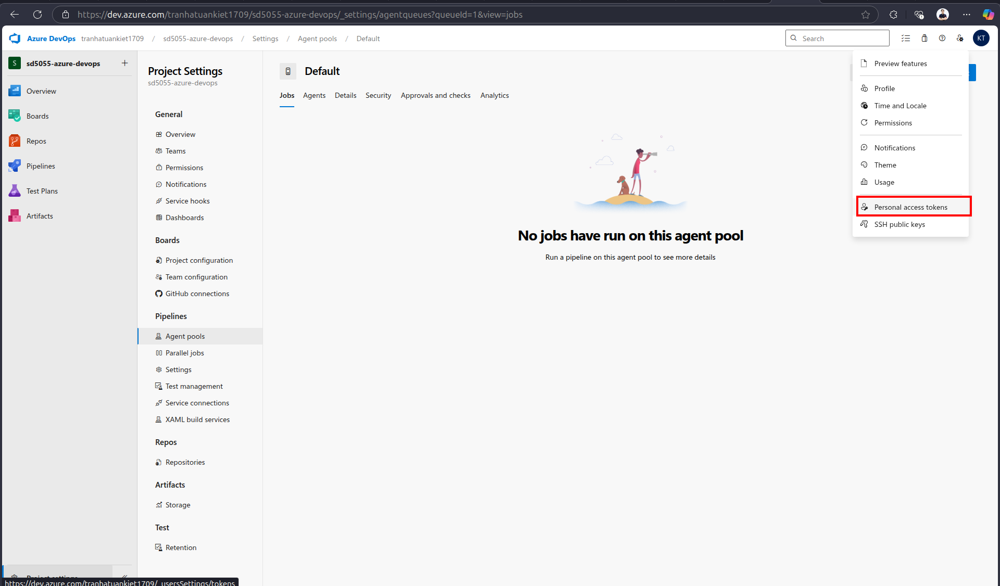 https://dev.azure.com/tranhatuankiet1709/sd5055-azure-devops/_settings/agentqueues?queueId=1&view=jobs
Azure DevOps tranhatuankiet1709 / sd5055-azure-devops / Settings / Agent pools / Default
Search
KT
S sd5055-azure-devops
Overview
Boards
Repos
Pipelines
Test Plans
Artifacts
Project settings
Project Settings
sd5055-azure-devops
General
Overview
Teams
Permissions
Notifications
Service hooks
Dashboards
Boards
Project configuration
Team configuration
GitHub connections
Pipelines
Agent pools
Parallel jobs
Settings
Test management
Service connections
XAML build services
Repos
Repositories
Artifacts
Storage
Test
Retention
Default
Jobs Agents Details Security Approvals and checks Analytics
No jobs have run on this agent pool
Run a pipeline on this agent pool to see more details
Preview features
Profile
Time and Locale
Permissions
Notifications
Theme
Usage
Personal access tokens
SSH public keys
https://dev.azure.com/tranhatuankiet1709/_usersSettings/tokens